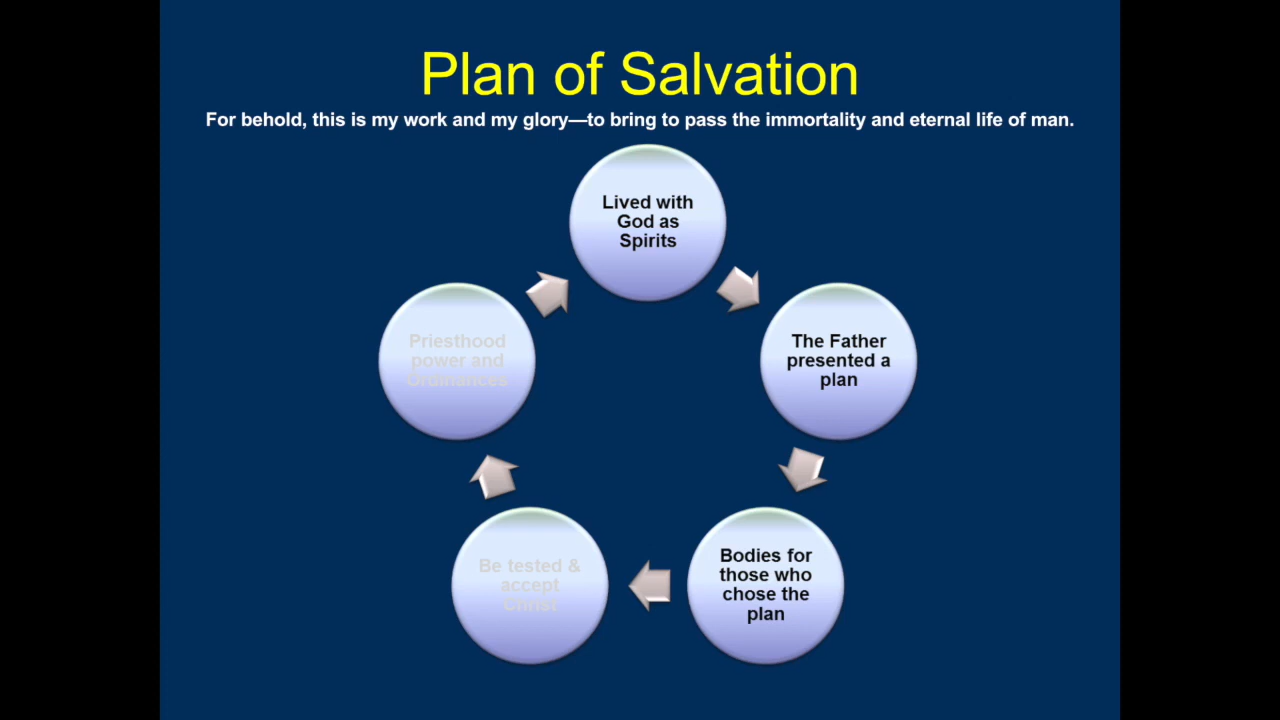 Plan of Salvation
For behold, this is my work and my glory—to bring to pass the immortality and eternal life of man.
Lived with
God as
Spirits
The Father
presented a
plan
Bodies for
those who
chose the
plan
Be tested &
accept
Christ
Priesthood
power and
Ordinances